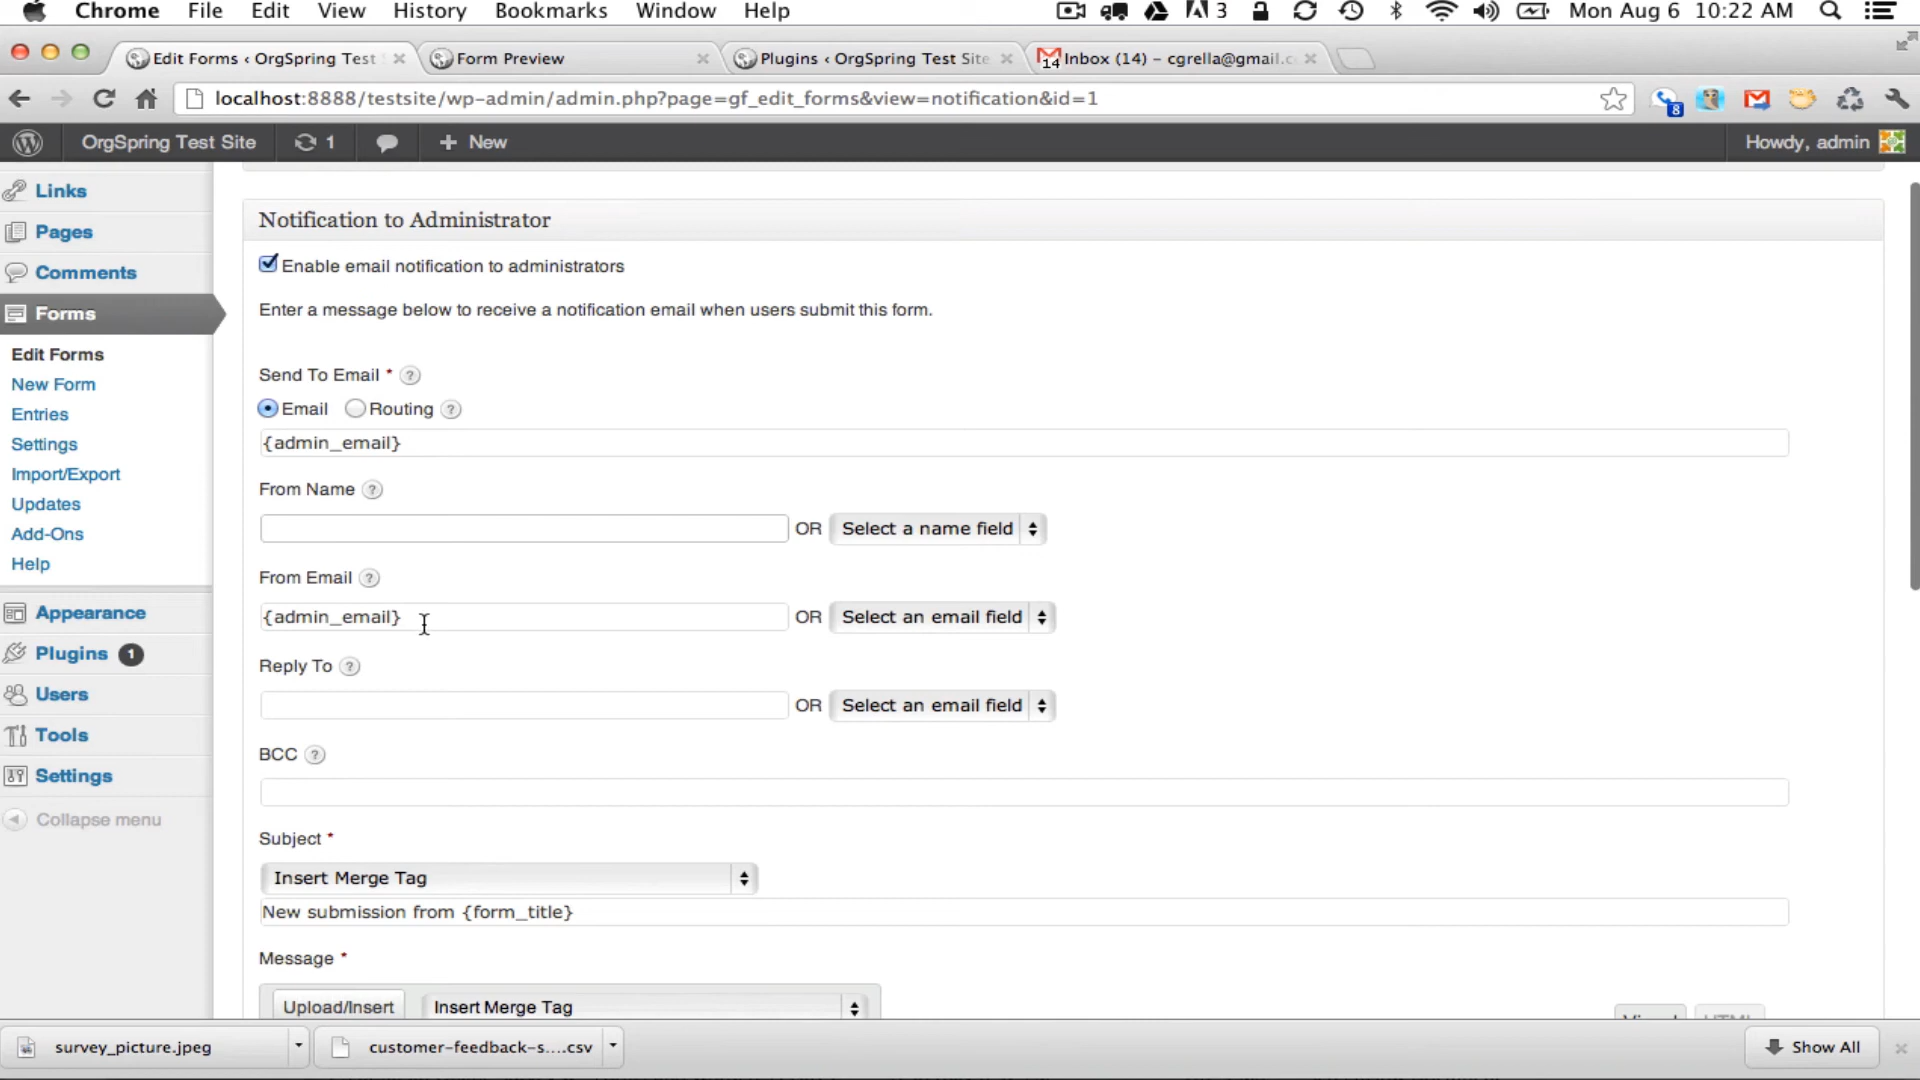 Chrome File Edit View History Bookmarks Window Help 3 Mon Aug 6 10:22 AM
Edit Forms ‹ OrgSpring Test Form Preview Plugins ‹ OrgSpring Test Site 14 Inbox (14) – cgrella@gmail.c
localhost:8888/testsite/wp-admin/admin.php?page=gf_edit_forms&view=notification&id=1 8
OrgSpring Test Site 1 + New Howdy, admin
Links
Pages
Comments
Forms
Edit Forms
New Form
Entries
Settings
Import/Export
Updates
Add-Ons
Help
Appearance
Plugins 1
Users
Tools
Settings
Collapse menu
Notification to Administrator
Enable email notification to administrators
Enter a message below to receive a notification email when users submit this form.
Send To Email * ?
Email Routing ?
{admin_email}
From Name ?
OR Select a name field
From Email ?
{admin_email} OR Select an email field
Reply To ?
OR Select an email field
BCC ?
Subject *
Insert Merge Tag
New submission from {form_title}
Message *
Upload/Insert Insert Merge Tag
survey_picture.jpeg customer-feedback-s....csv Show All